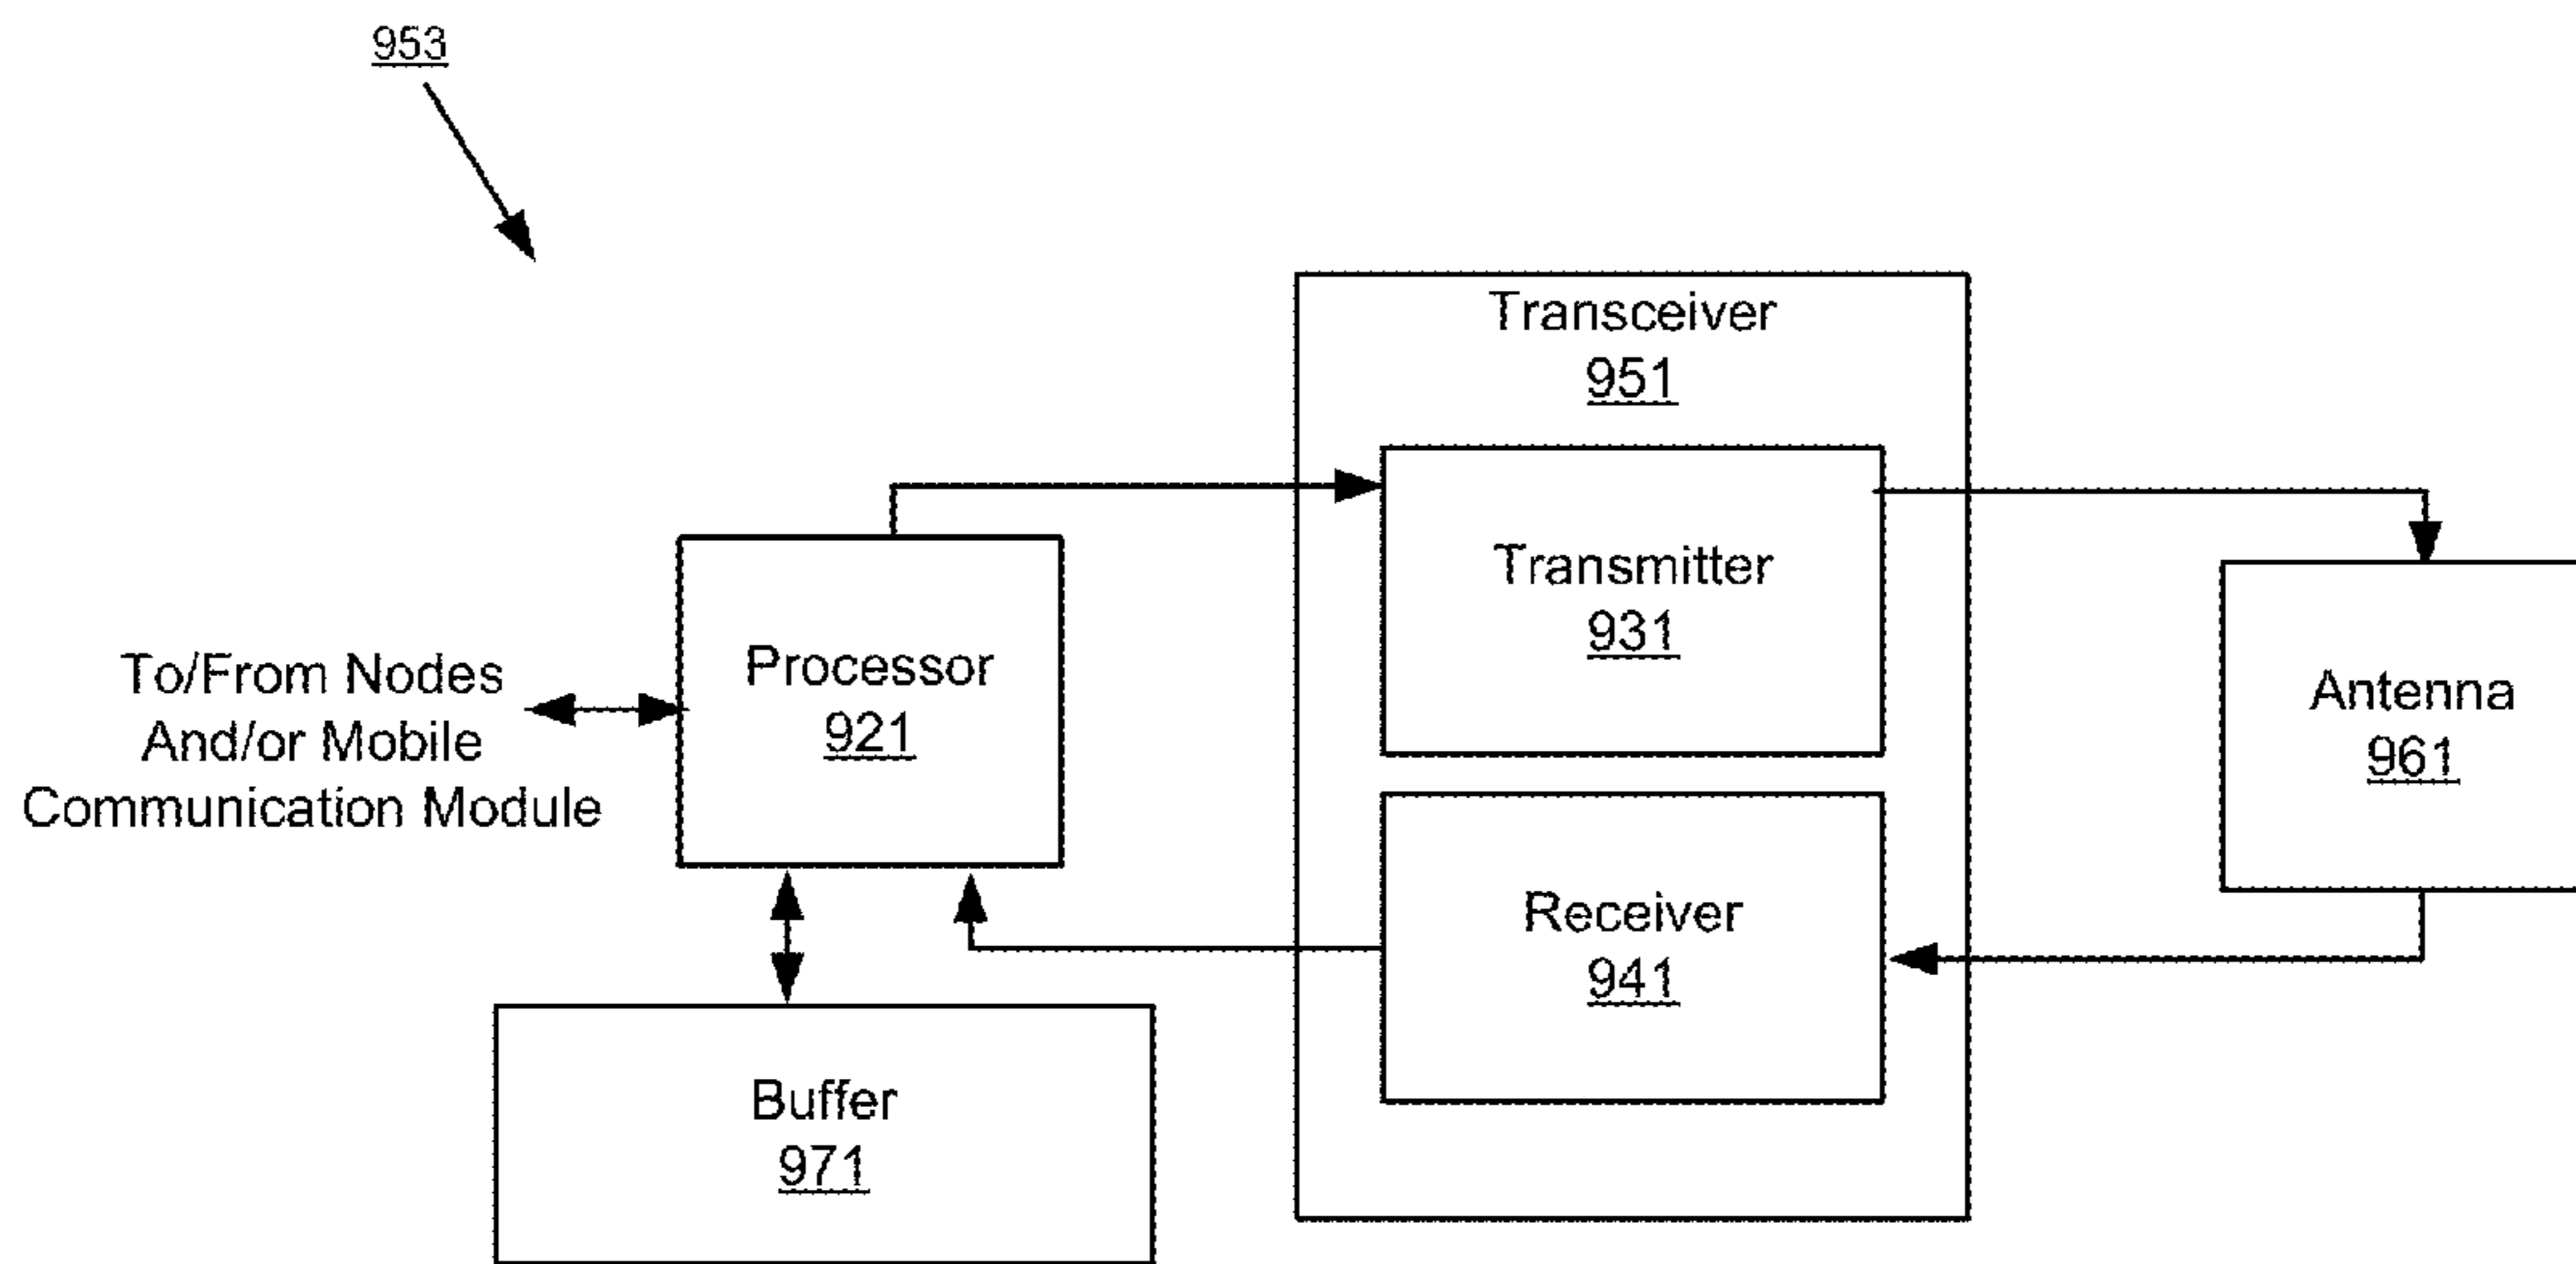 953
Transceiver
951
Transmitter
931
Processor
921
To/From Nodes
And/or Mobile
Communication Module
Antenna
961
Receiver
941
Buffer
971